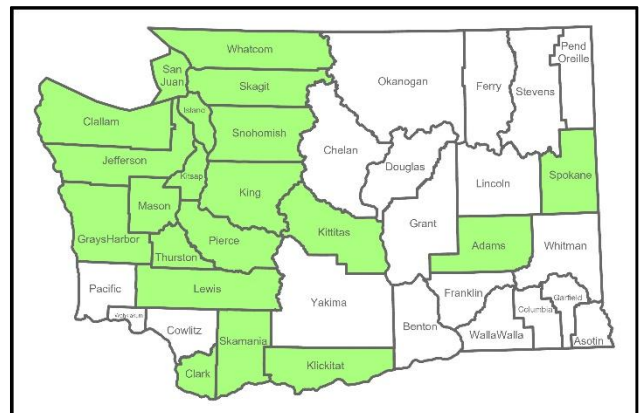 Whatcom
San
Juan
Skagit
Island
Clallam
Snohomish
Jefferson
Kitsap
King
Mason
GraysHarbor
Pierce
Thurston
Kittitas
Pacific
Lewis
Cowlitz
Skamania
Clark
Klickitat
Yakima
Okanogan
Chelan
Douglas
Ferry
Stevens
Pend
Oreille
Lincoln
Spokane
Grant
Adams
Whitman
Franklin
Benton
WallaWalla
Columbia
Garfield
Asotin